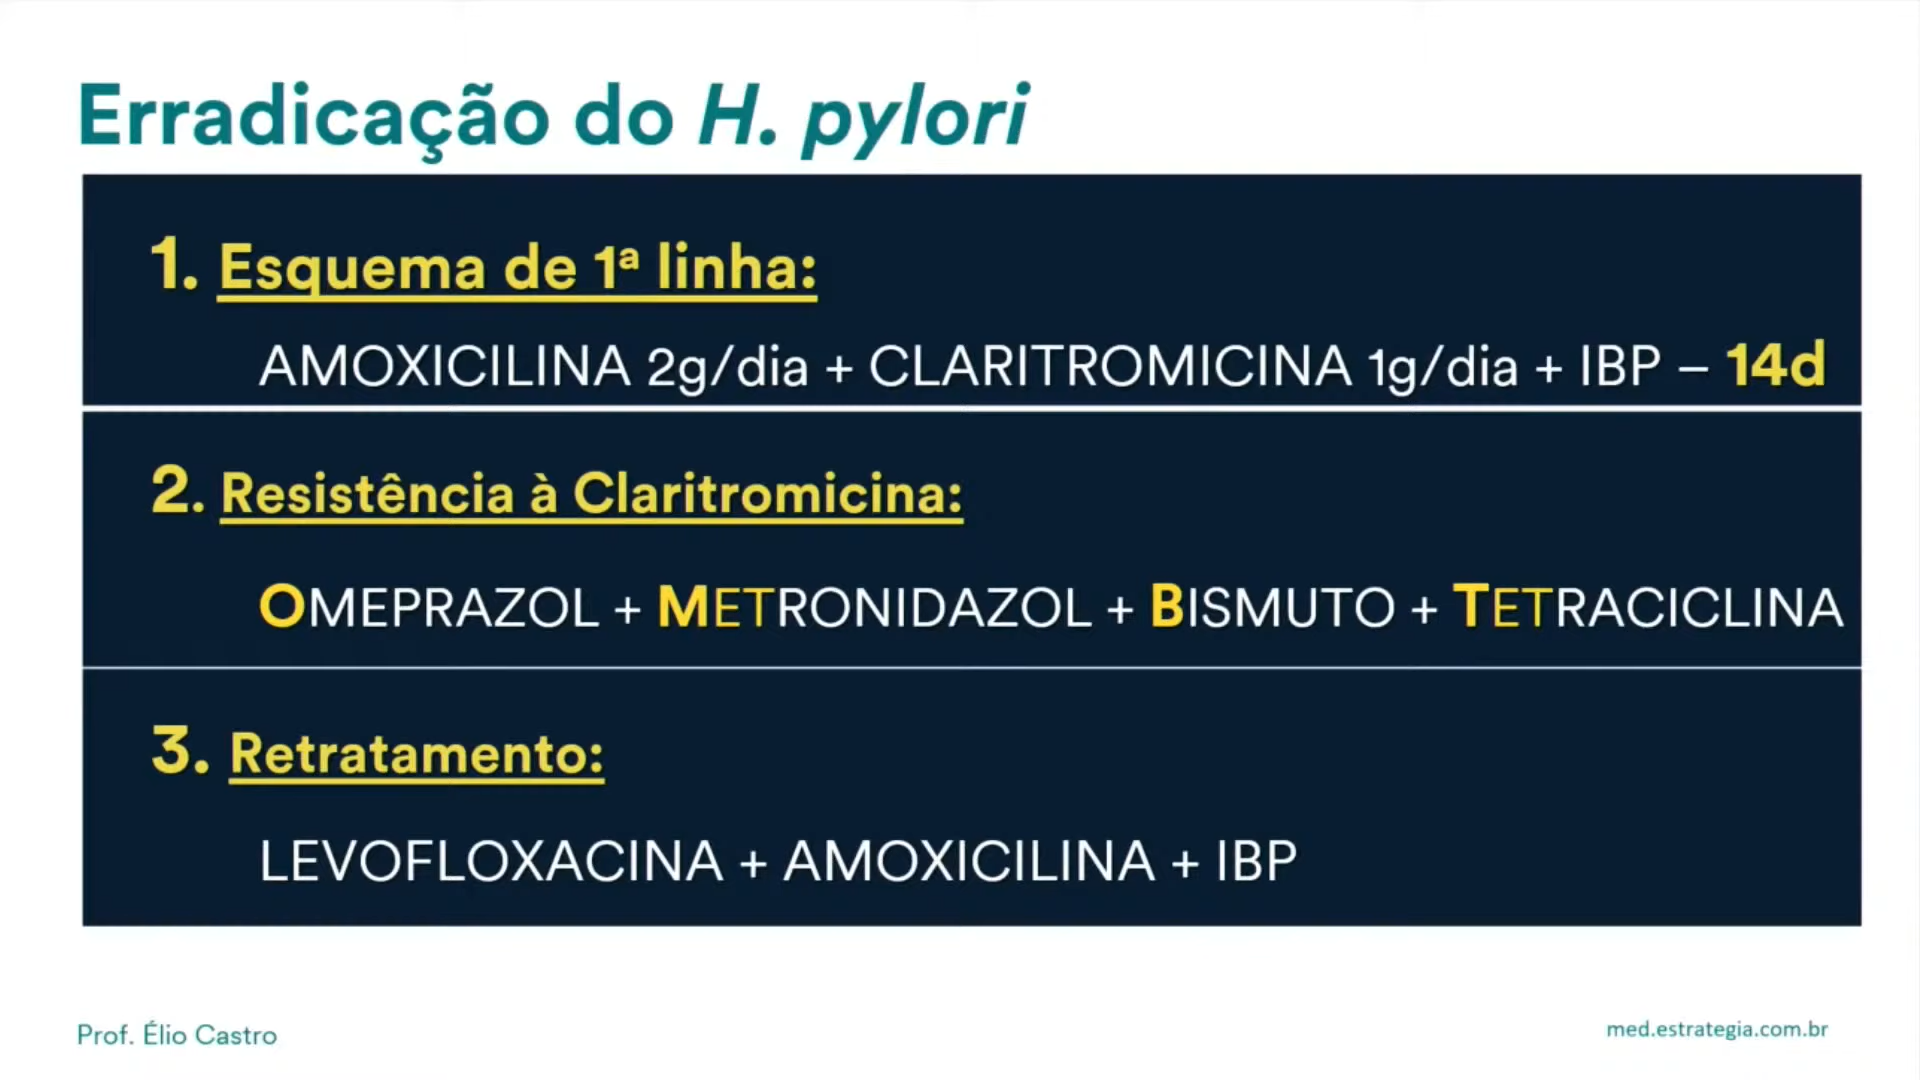 Erradicação do H. pylori
1. Esquema de 1ª linha:
AMOXICILINA 2g/dia + CLARITROMICINA 1g/dia + IBP – 14d
2. Resistência à Claritromicina:
OMEPRAZOL + METRONIDAZOL + BISMUTO + TETRACICLINA
3. Retratamento:
LEVOFLOXACINA + AMOXICILINA + IBP
Prof. Élio Castro
med.estrategia.com.br